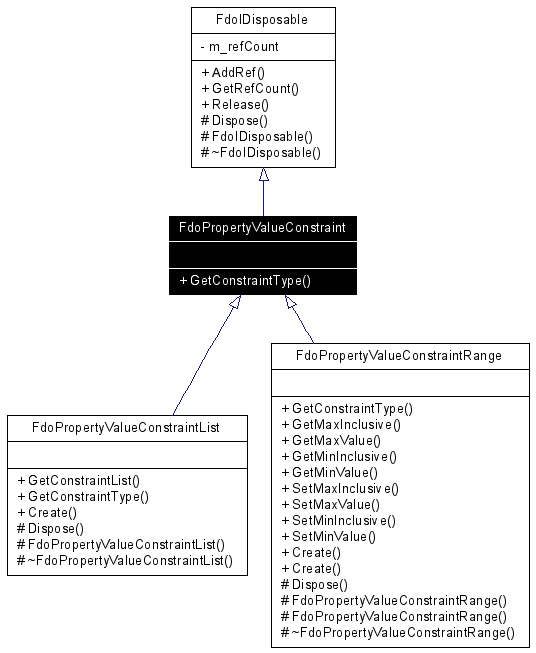 FdoIDisposable
- m_refCount
+ AddRef()
+ GetRefCount()
+ Release()
# Dispose()
# FdoIDisposable()
# ~FdoIDisposable()
FdoPropertyValueConstraint
+ GetConstraintType()
FdoPropertyValueConstraintList
+ GetConstraintList()
+ GetConstraintType()
+ Create()
# Dispose()
# FdoPropertyValueConstraintList()
# ~FdoPropertyValueConstraintList()
FdoPropertyValueConstraintRange
+ GetConstraintType()
+ GetMaxInclusive()
+ GetMaxValue()
+ GetMinInclusive()
+ GetMinValue()
+ SetMaxInclusive()
+ SetMaxValue()
+ SetMinInclusive()
+ SetMinValue()
+ Create()
+ Create()
# Dispose()
# FdoPropertyValueConstraintRange()
# FdoPropertyValueConstraintRange()
# ~FdoPropertyValueConstraintRange()